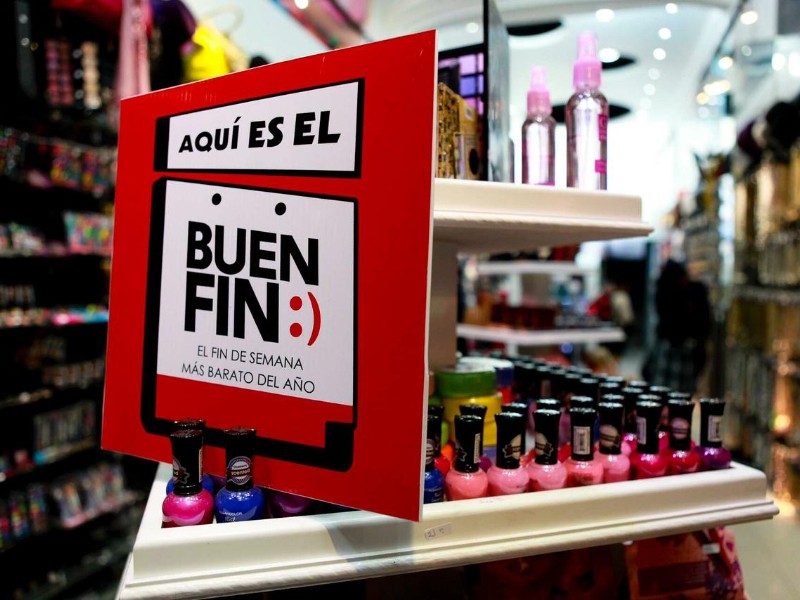 AQUÍ ES EL
BUEN
FIN:)
EL FIN DE SEMANA
MÁS BARATO DEL AÑO